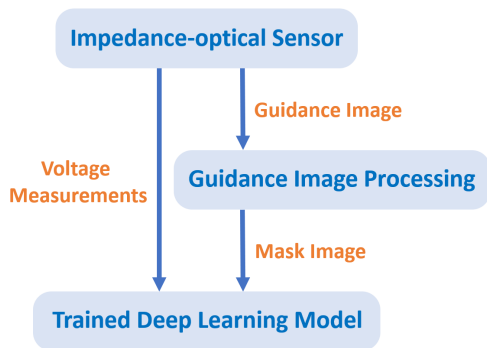 Impedance-optical Sensor
Guidance Image
Voltage
Measurements
Guidance Image Processing
Mask Image
Trained Deep Learning Model